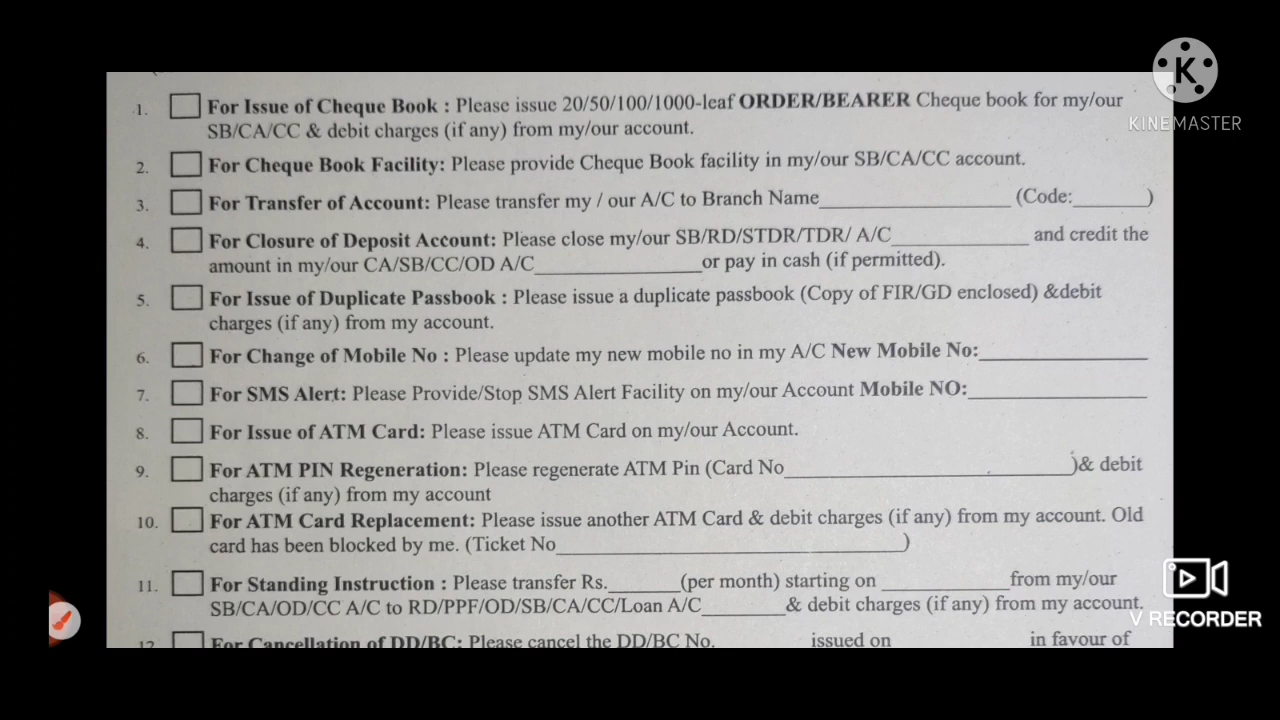 1. For Issue of Cheque Book : Please issue 20/50/100/1000-leaf ORDER/BEARER Cheque book for my/our
SB/CA/CC & debit charges (if any) from my/our account.
2. For Cheque Book Facility: Please provide Cheque Book facility in my/our SB/CA/CC account.
3. For Transfer of Account: Please transfer my / our A/C to Branch Name__________________ (Code:_______)
4. For Closure of Deposit Account: Please close my/our SB/RD/STDR/TDR/ A/C_____________ and credit the
amount in my/our CA/SB/CC/OD A/C________________or pay in cash (if permitted).
5. For Issue of Duplicate Passbook : Please issue a duplicate passbook (Copy of FIR/GD enclosed) &debit
charges (if any) from my account.
6. For Change of Mobile No : Please update my new mobile no in my A/C New Mobile No:________________
7. For SMS Alert: Please Provide/Stop SMS Alert Facility on my/our Account Mobile NO:_________________
8. For Issue of ATM Card: Please issue ATM Card on my/our Account.
9. For ATM PIN Regeneration: Please regenerate ATM Pin (Card No___________________________)& debit
charges (if any) from my account
10. For ATM Card Replacement: Please issue another ATM Card & debit charges (if any) from my account. Old
card has been blocked by me. (Ticket No_________________________________)
11. For Standing Instruction : Please transfer Rs._______(per month) starting on ____________from my/our
SB/CA/OD/CC A/C to RD/PPF/OD/SB/CA/CC/Loan A/C________& debit charges (if any) from my account.
12. For Cancellation of DD/BC: Please cancel the DD/BC No. issued on in favour of
K
KINEMASTER
V RECORDER